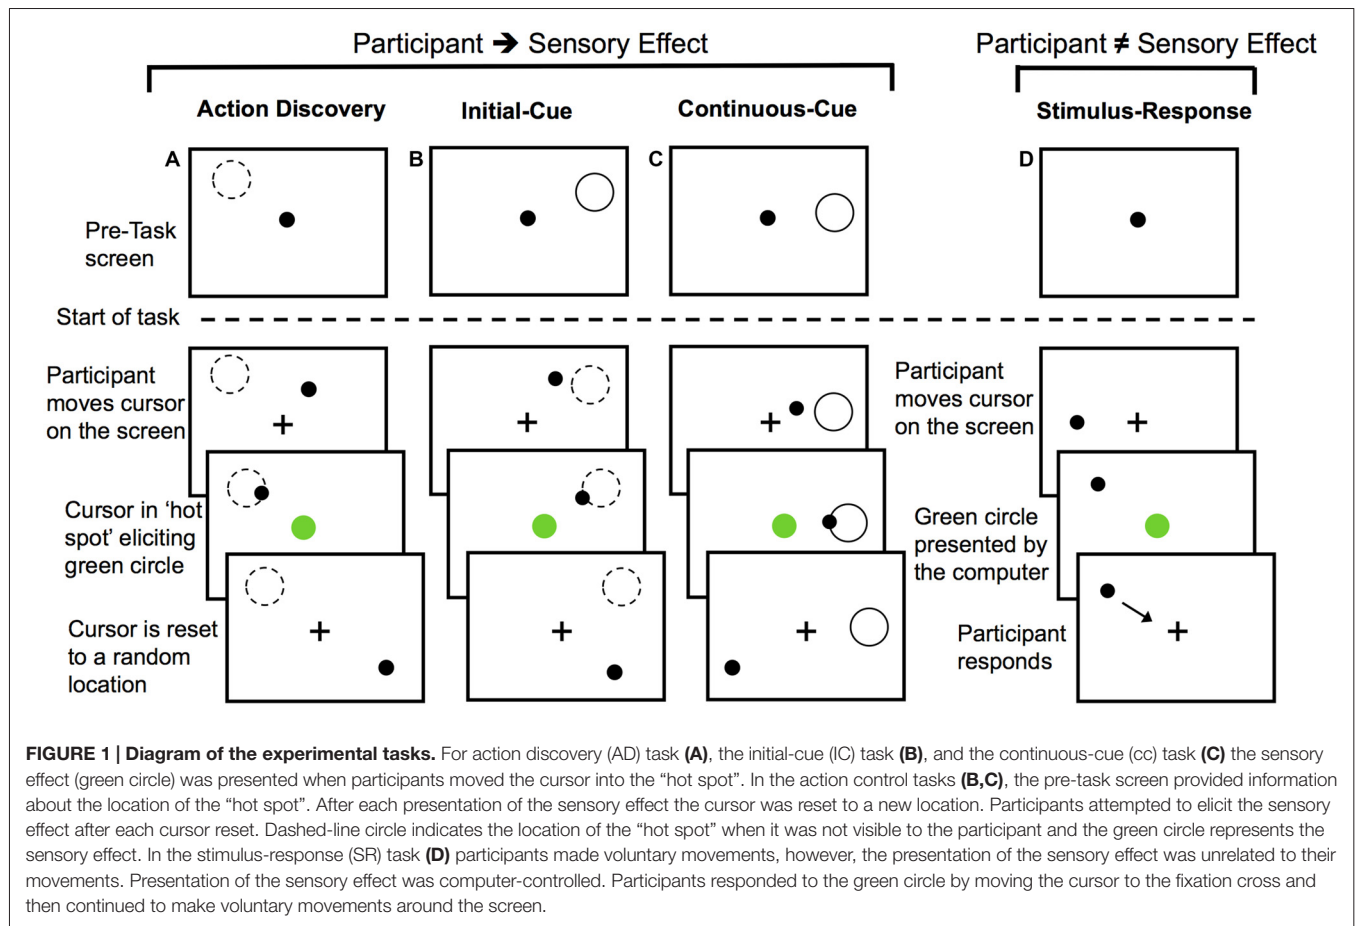 Participant ➔ Sensory Effect
Participant ≠ Sensory Effect
Action Discovery
Initial-Cue
Continuous-Cue
Stimulus-Response
A
B
C
D
Pre-Task
screen
Start of task
Participant
moves cursor
on the screen
Cursor in ‘hot
spot’ eliciting
green circle
Cursor is reset
to a random
location
Participant
moves cursor
on the screen
Green circle
presented by
the computer
Participant
responds
FIGURE 1 | Diagram of the experimental tasks. For action discovery (AD) task (A), the initial-cue (IC) task (B), and the continuous-cue (cc) task (C) the sensory
effect (green circle) was presented when participants moved the cursor into the “hot spot”. In the action control tasks (B,C), the pre-task screen provided information
about the location of the “hot spot”. After each presentation of the sensory effect the cursor was reset to a new location. Participants attempted to elicit the sensory
effect after each cursor reset. Dashed-line circle indicates the location of the “hot spot” when it was not visible to the participant and the green circle represents the
sensory effect. In the stimulus-response (SR) task (D) participants made voluntary movements, however, the presentation of the sensory effect was unrelated to their
movements. Presentation of the sensory effect was computer-controlled. Participants responded to the green circle by moving the cursor to the fixation cross and
then continued to make voluntary movements around the screen.